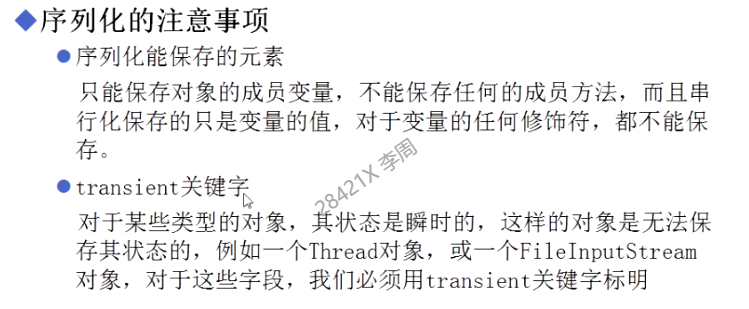 序列化的注意事项
序列化能保存的元素
只能保存对象的成员变量，不能保存任何的成员方法，而且串
行化保存的只是变量的值，对于变量的任何修饰符，都不能保
存。
transient关键字
28421X 李周
对于某些类型的对象，其状态是瞬时的，这样的对象是无法保
存其状态的，例如一个Thread对象，或一个FileInputStream
对象，对于这些字段，我们必须用transient关键字标明